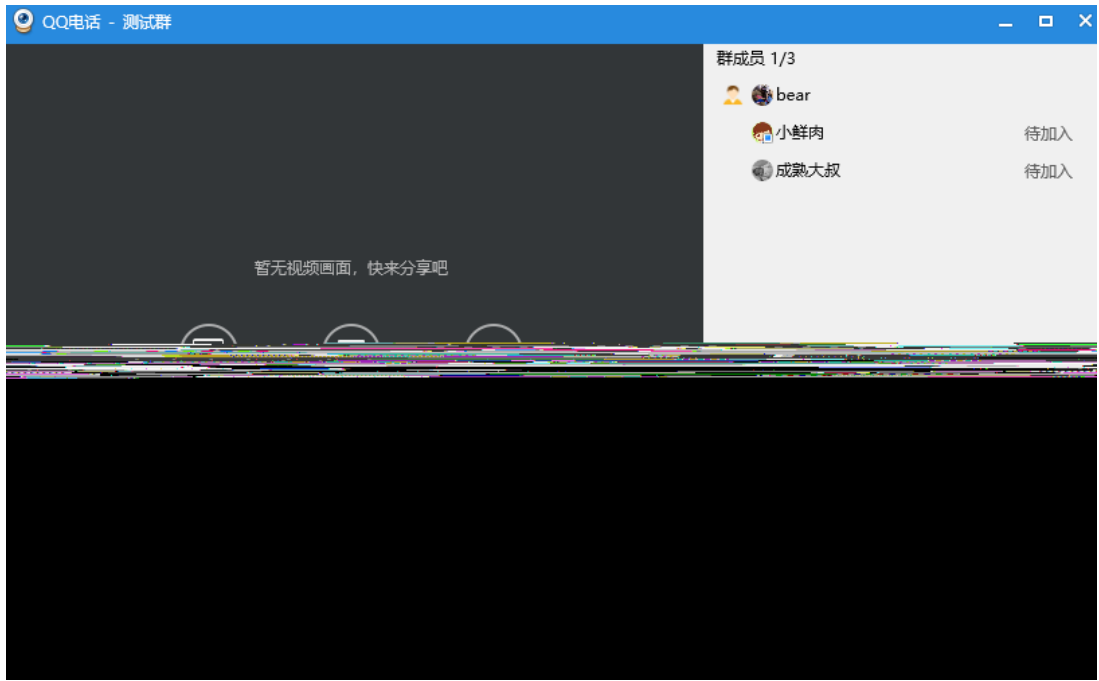 QQ电话 - 测试群
群成员 1/3
bear
小鲜肉 待加入
成熟大叔 待加入
暂无视频画面，快来分享吧